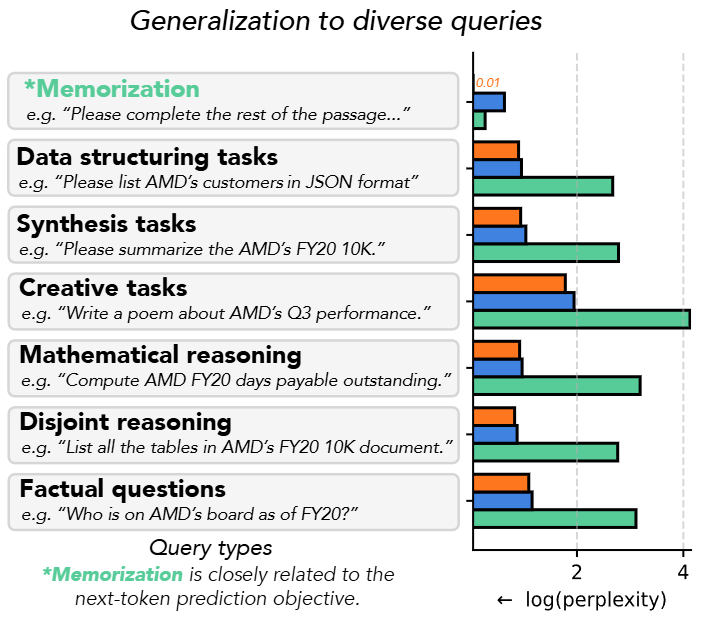 Generalization to diverse queries
*Memorization
e.g. “Please complete the rest of the passage...”
0.01
Data structuring tasks
e.g. “Please list AMD’s customers in JSON format”
Synthesis tasks
e.g. “Please summarize the AMD’s FY20 10K.”
Creative tasks
e.g. “Write a poem about AMD’s Q3 performance.”
Mathematical reasoning
e.g. “Compute AMD FY20 days payable outstanding.”
Disjoint reasoning
e.g. “List all the tables in AMD’s FY20 10K document.”
Factual questions
e.g. “Who is on AMD’s board as of FY20?”
Query types
*Memorization is closely related to the
next-token prediction objective.
2 4
← log(perplexity)